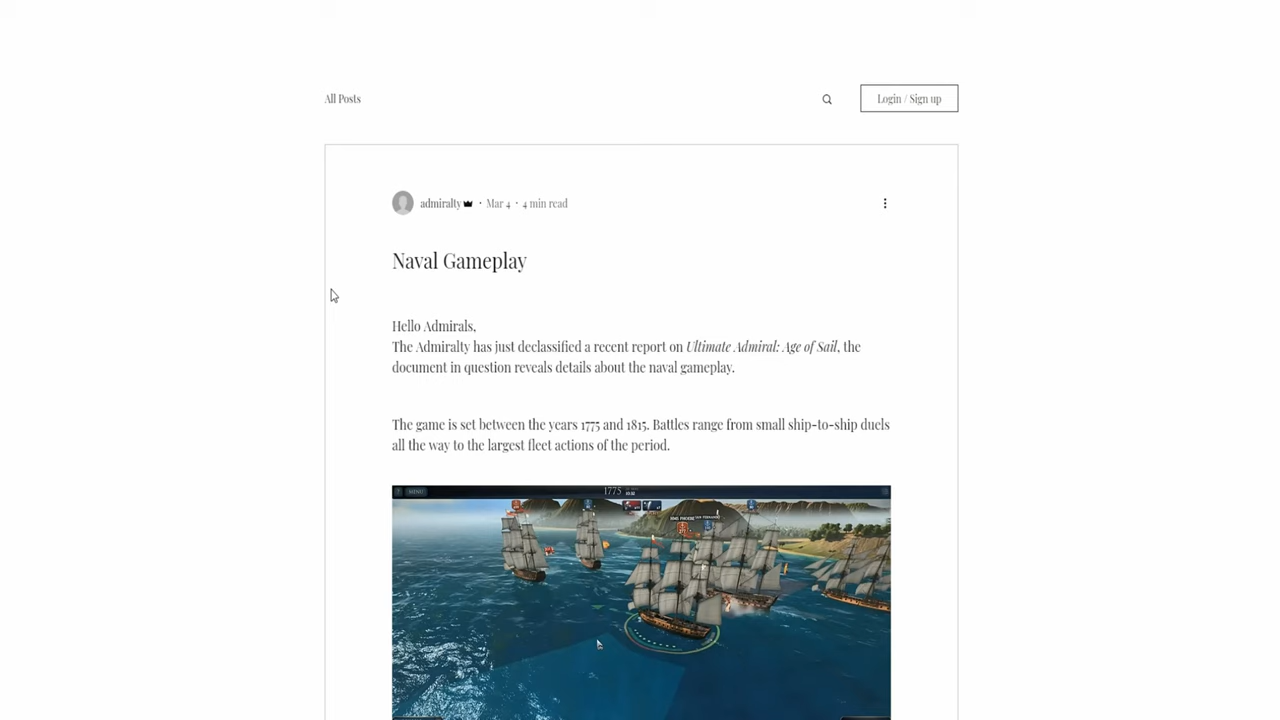 All Posts
Login / Sign up
admiralty · Mar 4 · 4 min read
Naval Gameplay
Hello Admirals,
The Admiralty has just declassified a recent report on Ultimate Admiral: Age of Sail, the
document in question reveals details about the naval gameplay.
The game is set between the years 1775 and 1815. Battles range from small ship-to-ship duels
all the way to the largest fleet actions of the period.
? MENU 1775